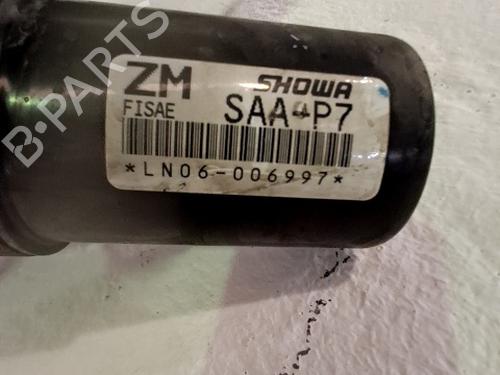 ZM SHOWA
FISAE SAA-P7
*LN06-006997*
B-PARTS